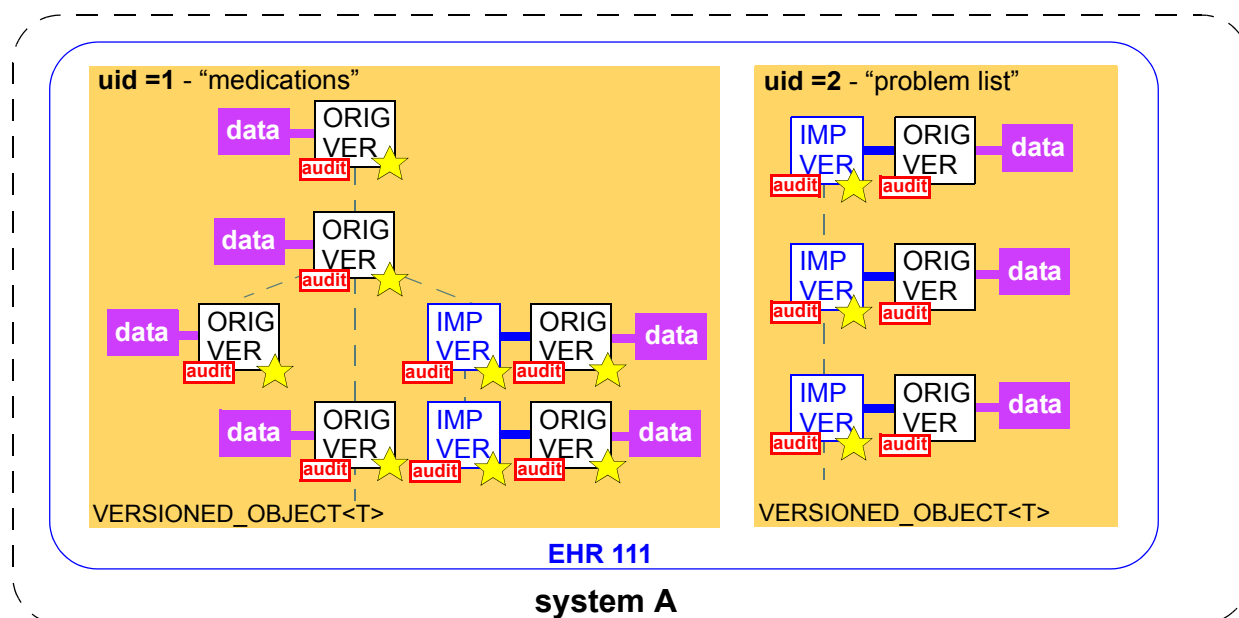 uid =1 - “medications”
data
ORIG
VER
audit
data
ORIG
VER
audit
data
ORIG
VER
audit
IMP
VER
audit
ORIG
VER
audit
data
data
ORIG
VER
audit
IMP
VER
audit
ORIG
VER
audit
data
VERSIONED_OBJECT<T>
uid =2 - “problem list”
IMP
VER
audit
ORIG
VER
audit
data
IMP
VER
audit
ORIG
VER
audit
data
IMP
VER
audit
ORIG
VER
audit
data
VERSIONED_OBJECT<T>
EHR 111
system A